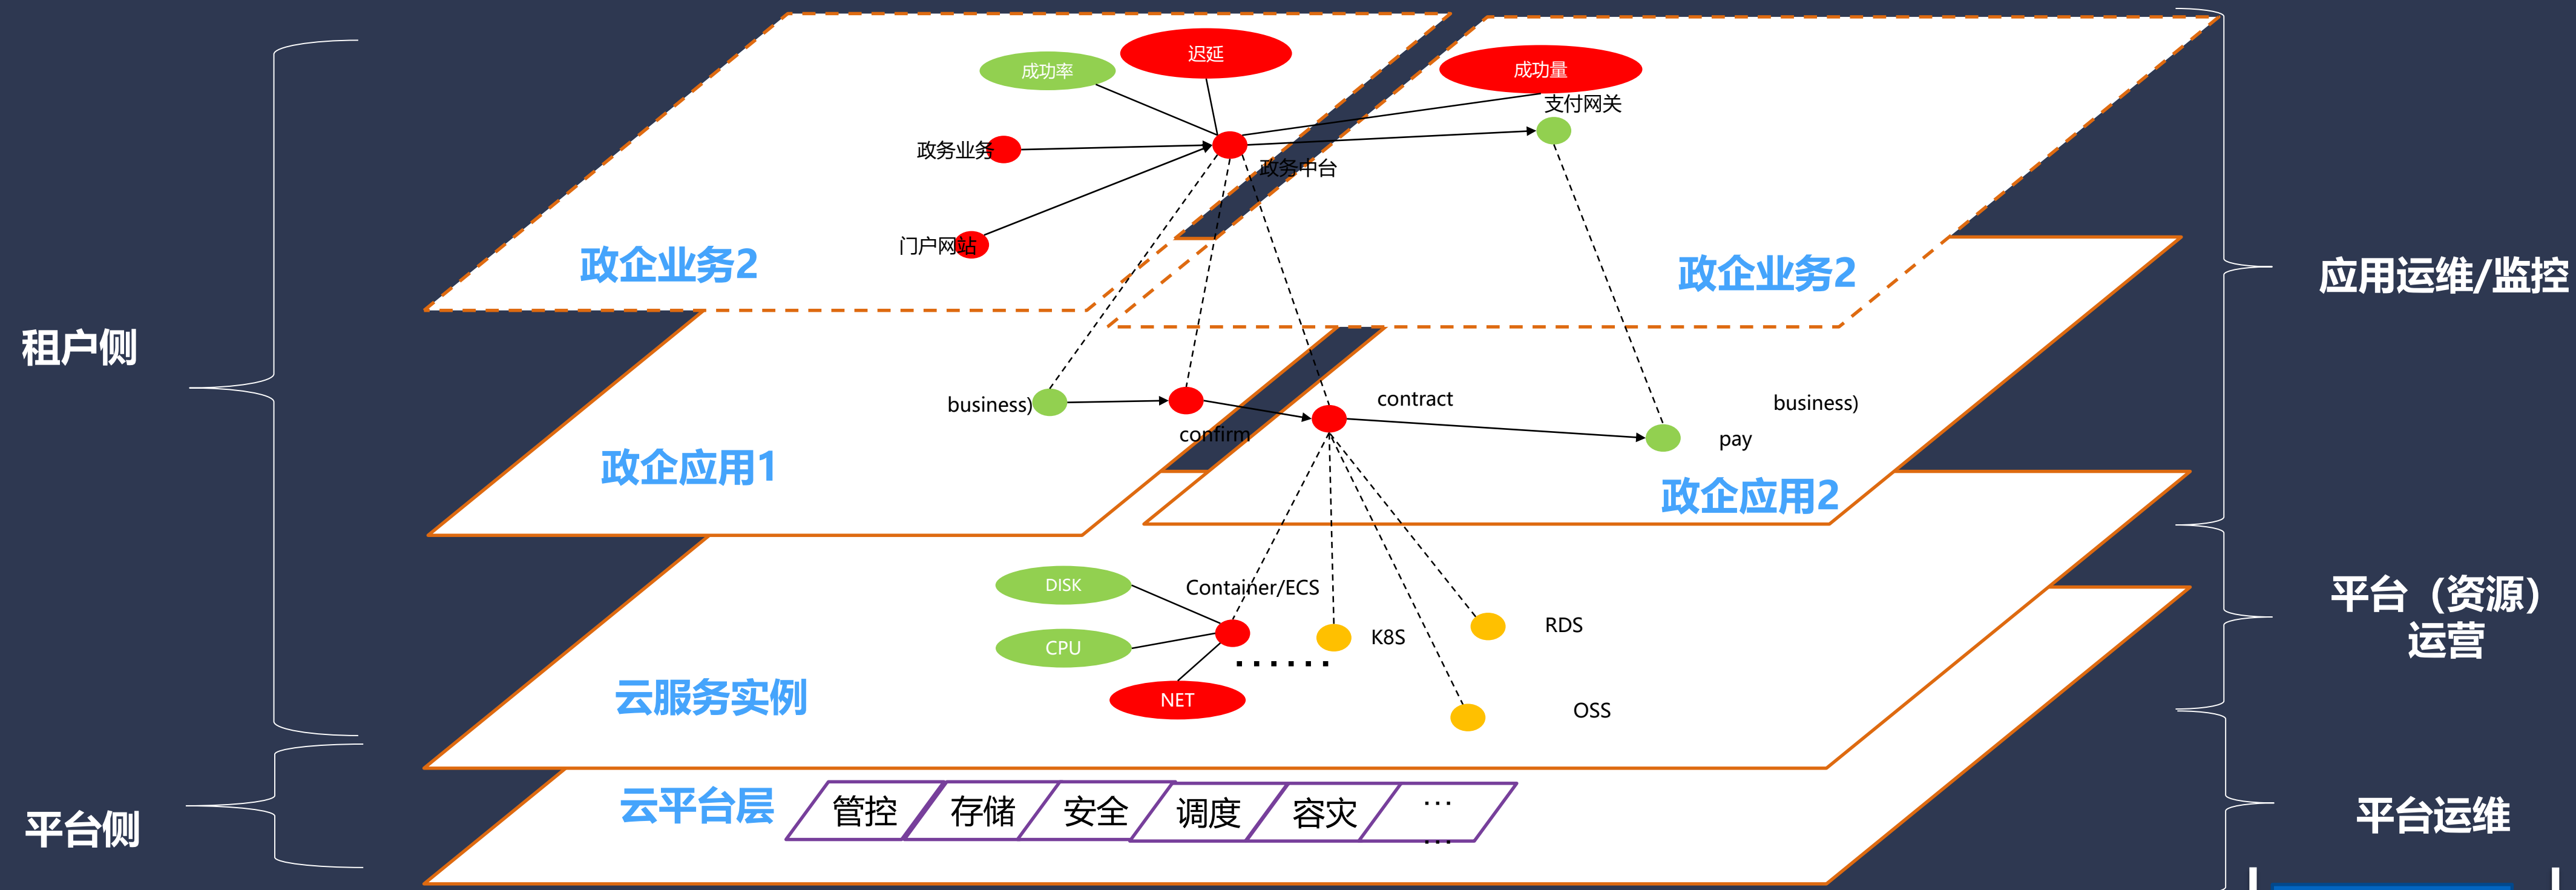 成功率
迟延
成功量
支付网关
政务业务
政务中台
门户网站
政企业务2
政企业务2
应用运维/监控
租户侧
business)
confirm
contract
business)
pay
政企应用1
政企应用2
DISK
Container/ECS
CPU
K8S
RDS
······
NET
OSS
云服务实例
平台（资源）
运营
云平台层
管控
存储
安全
调度
容灾
…
…
平台侧
平台运维